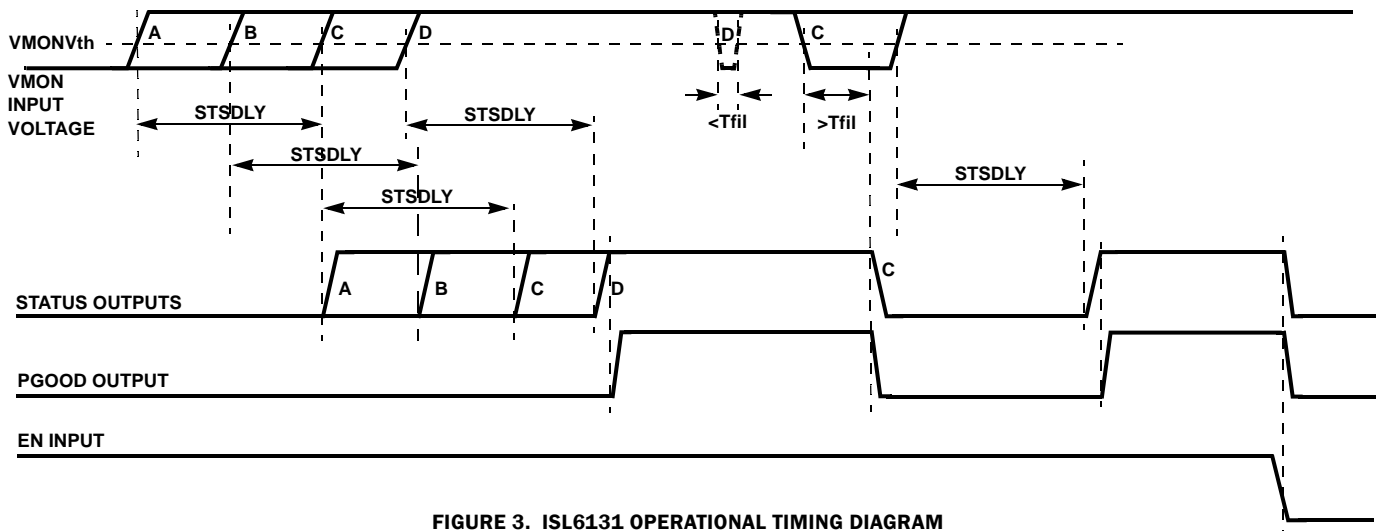 A B C D D C
VMONVth
VMON
INPUT
VOLTAGE
STSDLY STSDLY <Tfil >Tfil
STSDLY
STSDLY
STSDLY
A B C D C
STATUS OUTPUTS
PGOOD OUTPUT
EN INPUT
FIGURE 3. ISL6131 OPERATIONAL TIMING DIAGRAM